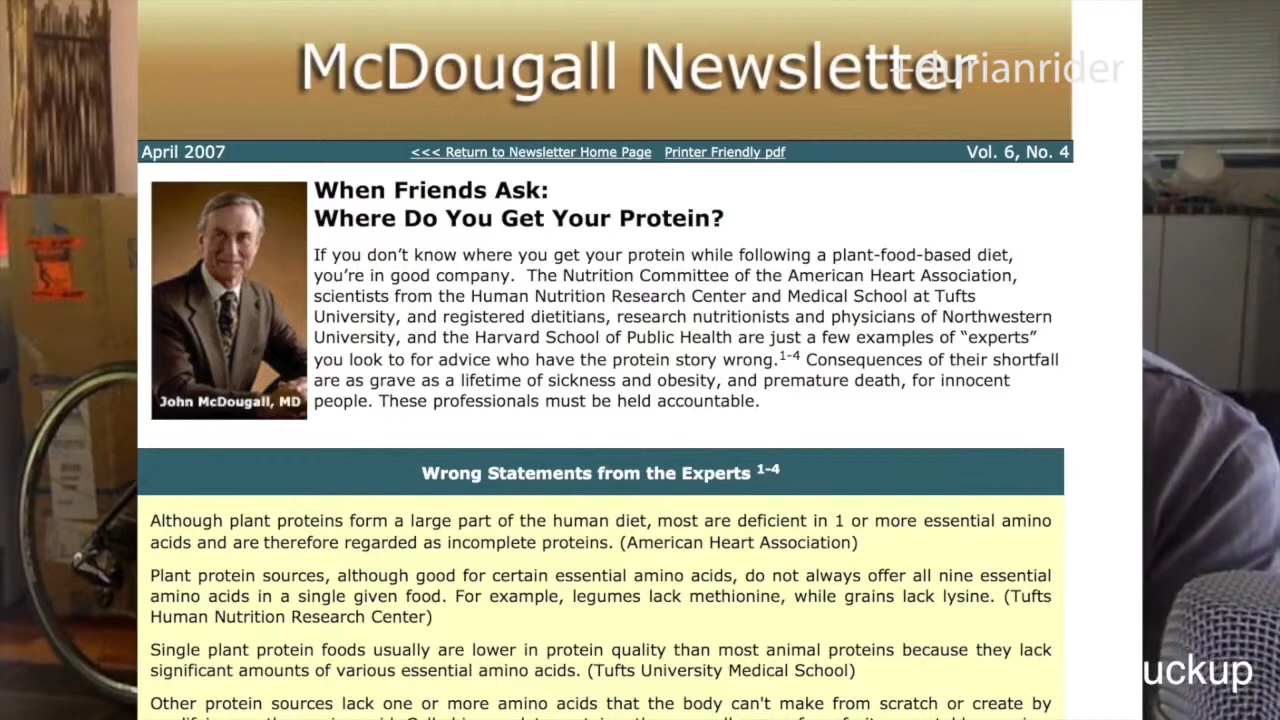 McDougall Newsletter
+durianrider
April 2007
<<< Return to Newsletter Home Page
Printer Friendly pdf
Vol. 6, No. 4
When Friends Ask:
Where Do You Get Your Protein?
If you don’t know where you get your protein while following a plant-food-based diet,
you’re in good company. The Nutrition Committee of the American Heart Association,
scientists from the Human Nutrition Research Center and Medical School at Tufts
University, and registered dietitians, research nutritionists and physicians of Northwestern
University, and the Harvard School of Public Health are just a few examples of “experts”
you look to for advice who have the protein story wrong.1-4 Consequences of their shortfall
are as grave as a lifetime of sickness and obesity, and premature death, for innocent
people. These professionals must be held accountable.
John McDougall, MD
Wrong Statements from the Experts 1-4
Although plant proteins form a large part of the human diet, most are deficient in 1 or more essential amino
acids and are therefore regarded as incomplete proteins. (American Heart Association)
Plant protein sources, although good for certain essential amino acids, do not always offer all nine essential
amino acids in a single given food. For example, legumes lack methionine, while grains lack lysine. (Tufts
Human Nutrition Research Center)
Single plant protein foods usually are lower in protein quality than most animal proteins because they lack
significant amounts of various essential amino acids. (Tufts University Medical School)
Other protein sources lack one or more amino acids that the body can't make from scratch or create by
uckup